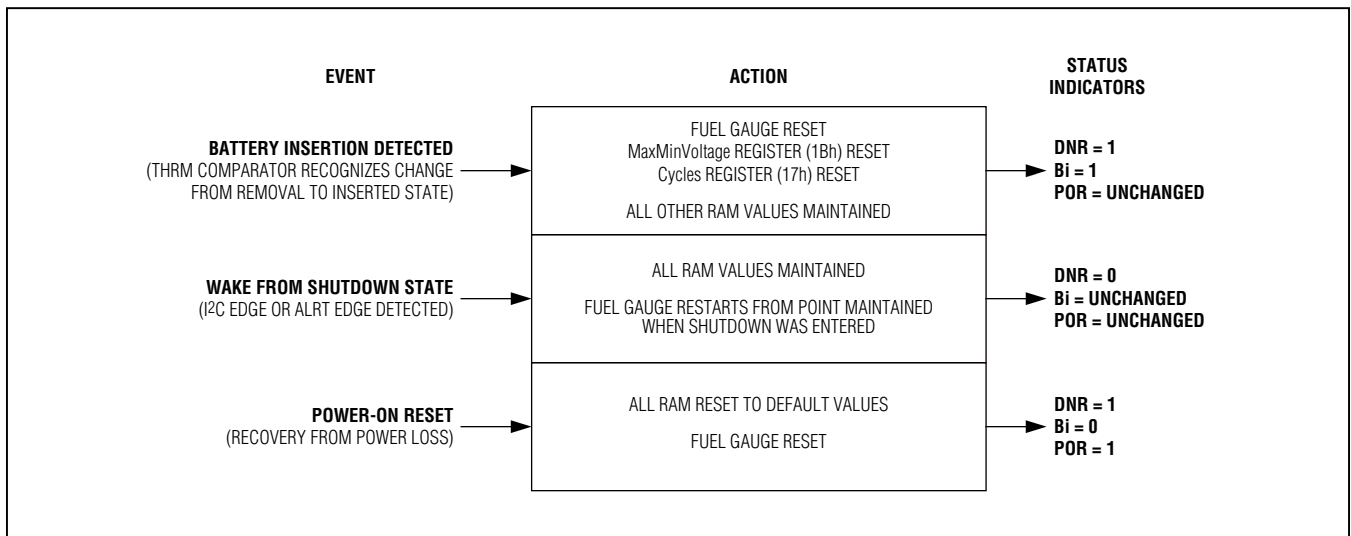 EVENT
ACTION
STATUS
INDICATORS
BATTERY INSERTION DETECTED
(THRM COMPARATOR RECOGNIZES CHANGE
FROM REMOVAL TO INSERTED STATE)
FUEL GAUGE RESET
MaxMinVoltage REGISTER (1Bh) RESET
Cycles REGISTER (17h) RESET
ALL OTHER RAM VALUES MAINTAINED
DNR = 1
Bi = 1
POR = UNCHANGED
WAKE FROM SHUTDOWN STATE
(I2C EDGE OR ALRT EDGE DETECTED)
ALL RAM VALUES MAINTAINED
FUEL GAUGE RESTARTS FROM POINT MAINTAINED
WHEN SHUTDOWN WAS ENTERED
DNR = 0
Bi = UNCHANGED
POR = UNCHANGED
POWER-ON RESET
(RECOVERY FROM POWER LOSS)
ALL RAM RESET TO DEFAULT VALUES
FUEL GAUGE RESET
DNR = 1
Bi = 0
POR = 1